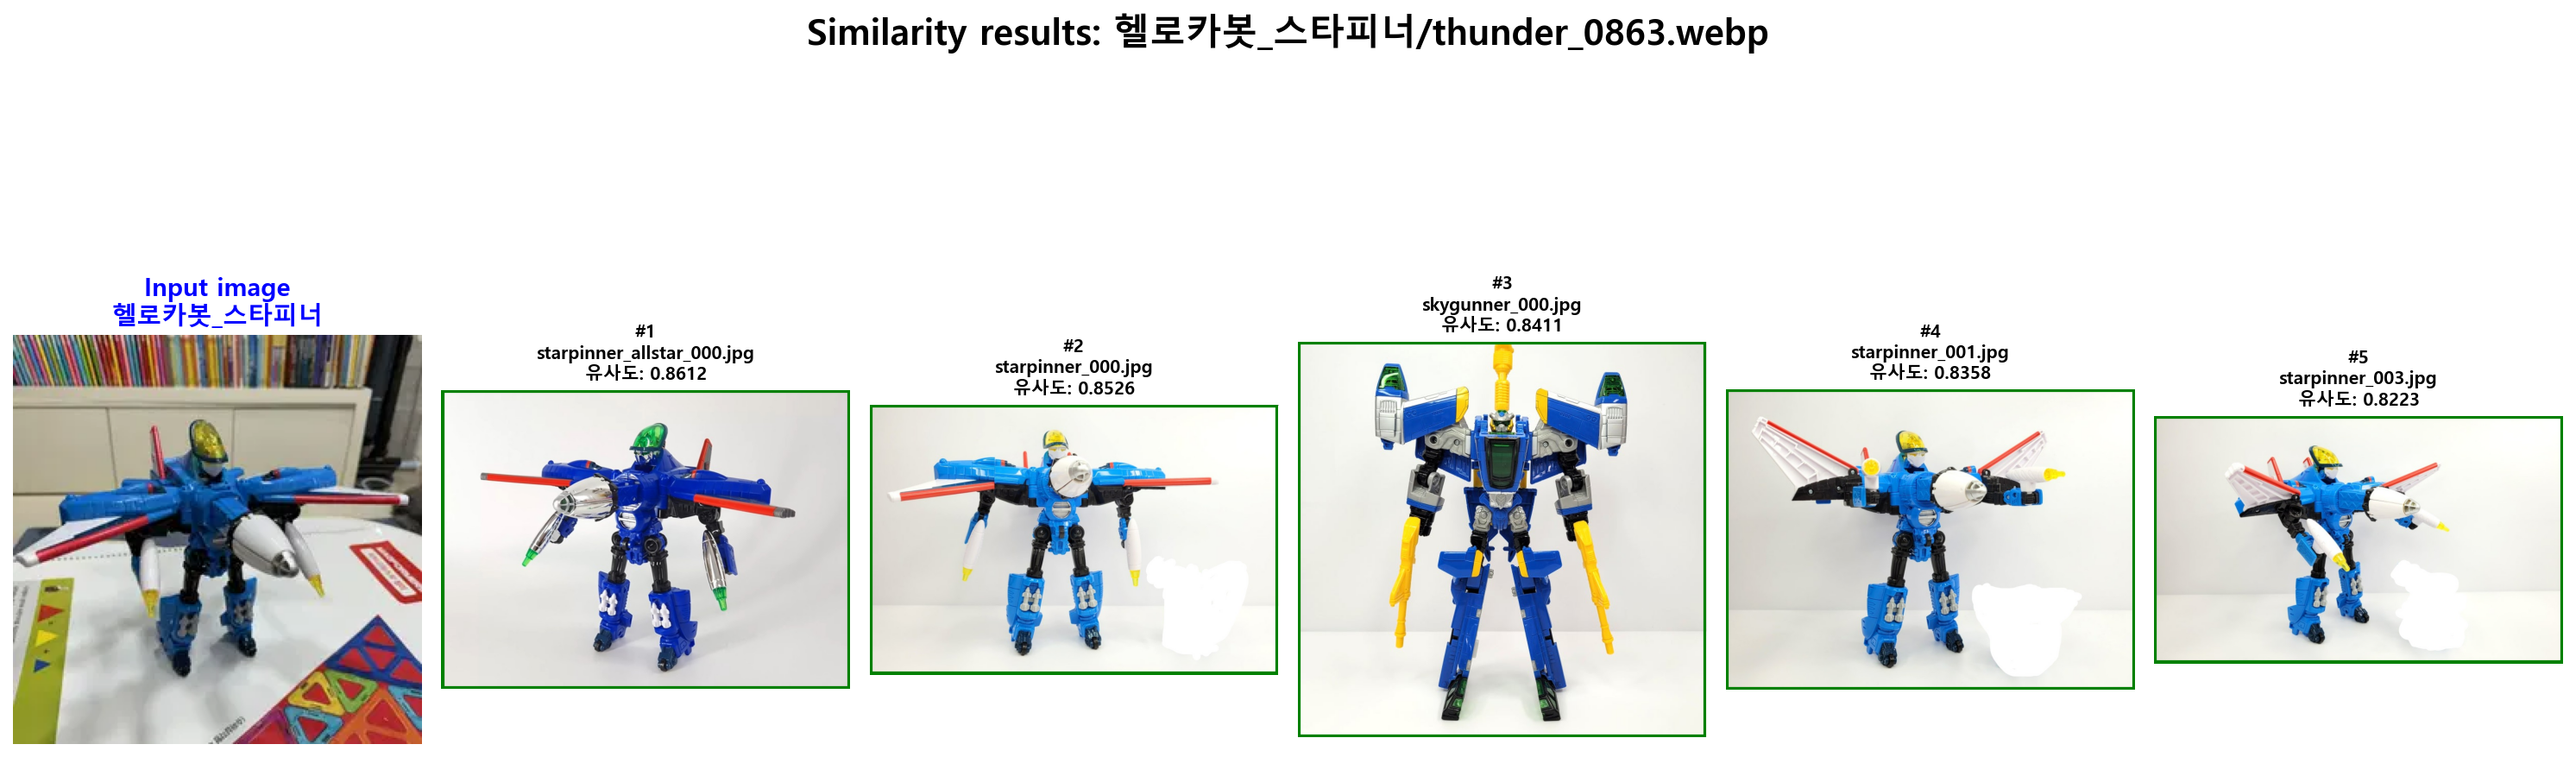 Similarity results: 헬로카봇_스타피너/thunder_0863.webp
Input image
헬로카봇_스타피너
#1
starpinner_allstar_000.jpg
유사도: 0.8612
#2
starpinner_000.jpg
유사도: 0.8526
#3
skygunner_000.jpg
유사도: 0.8411
#4
starpinner_001.jpg
유사도: 0.8358
#5
starpinner_003.jpg
유사도: 0.8223